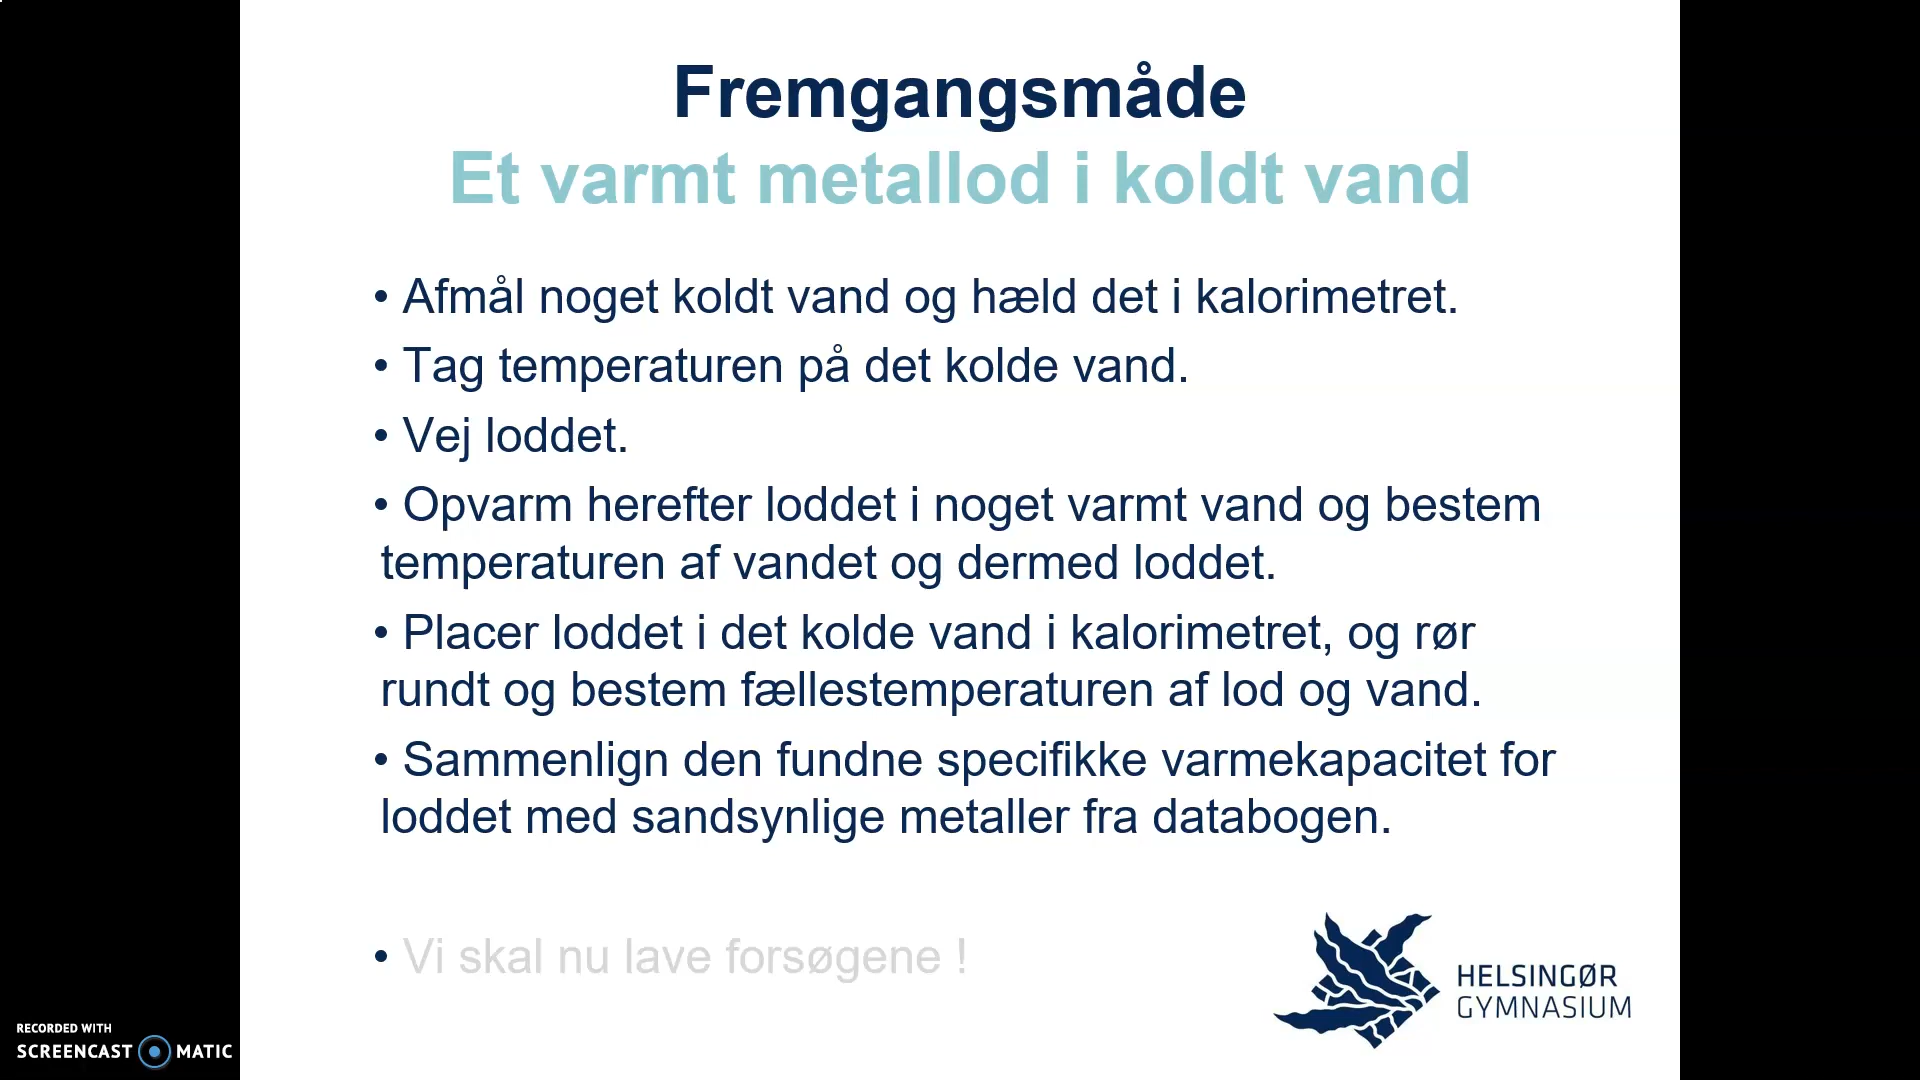 Fremgangsmåde
Et varmt metallod i koldt vand
• Afmål noget koldt vand og hæld det i kalorimetret.
• Tag temperaturen på det kolde vand.
• Vej loddet.
• Opvarm herefter loddet i noget varmt vand og bestem
temperaturen af vandet og dermed loddet.
• Placer loddet i det kolde vand i kalorimetret, og rør
rundt og bestem fællestemperaturen af lod og vand.
• Sammenlign den fundne specifikke varmekapacitet for
loddet med sandsynlige metaller fra databogen.
• Vi skal nu lave forsøgene !
HELSINGØR
GYMNASIUM
RECORDED WITH
SCREENCAST MATIC